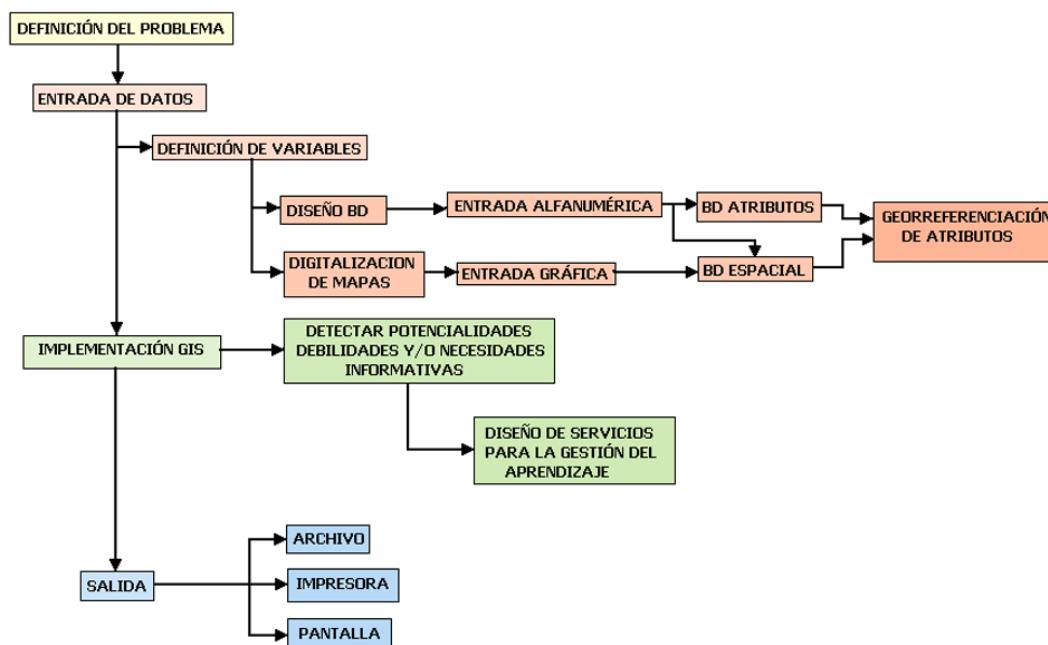 DEFINICIÓN DEL PROBLEMA
ENTRADA DE DATOS
DEFINICIÓN DE VARIABLES
DISEÑO BD
ENTRADA ALFANUMÉRICA
BD ATRIBUTOS
GEORREFERENCIACIÓN
DE ATRIBUTOS
DIGITALIZACION
DE MAPAS
ENTRADA GRÁFICA
BD ESPACIAL
IMPLEMENTACIÓN GIS
DETECTAR POTENCIALIDADES
DEBILIDADES Y/O NECESIDADES
INFORMATIVAS
DISEÑO DE SERVICIOS
PARA LA GESTIÓN DEL
APRENDIZAJE
SALIDA
ARCHIVO
IMPRESORA
PANTALLA